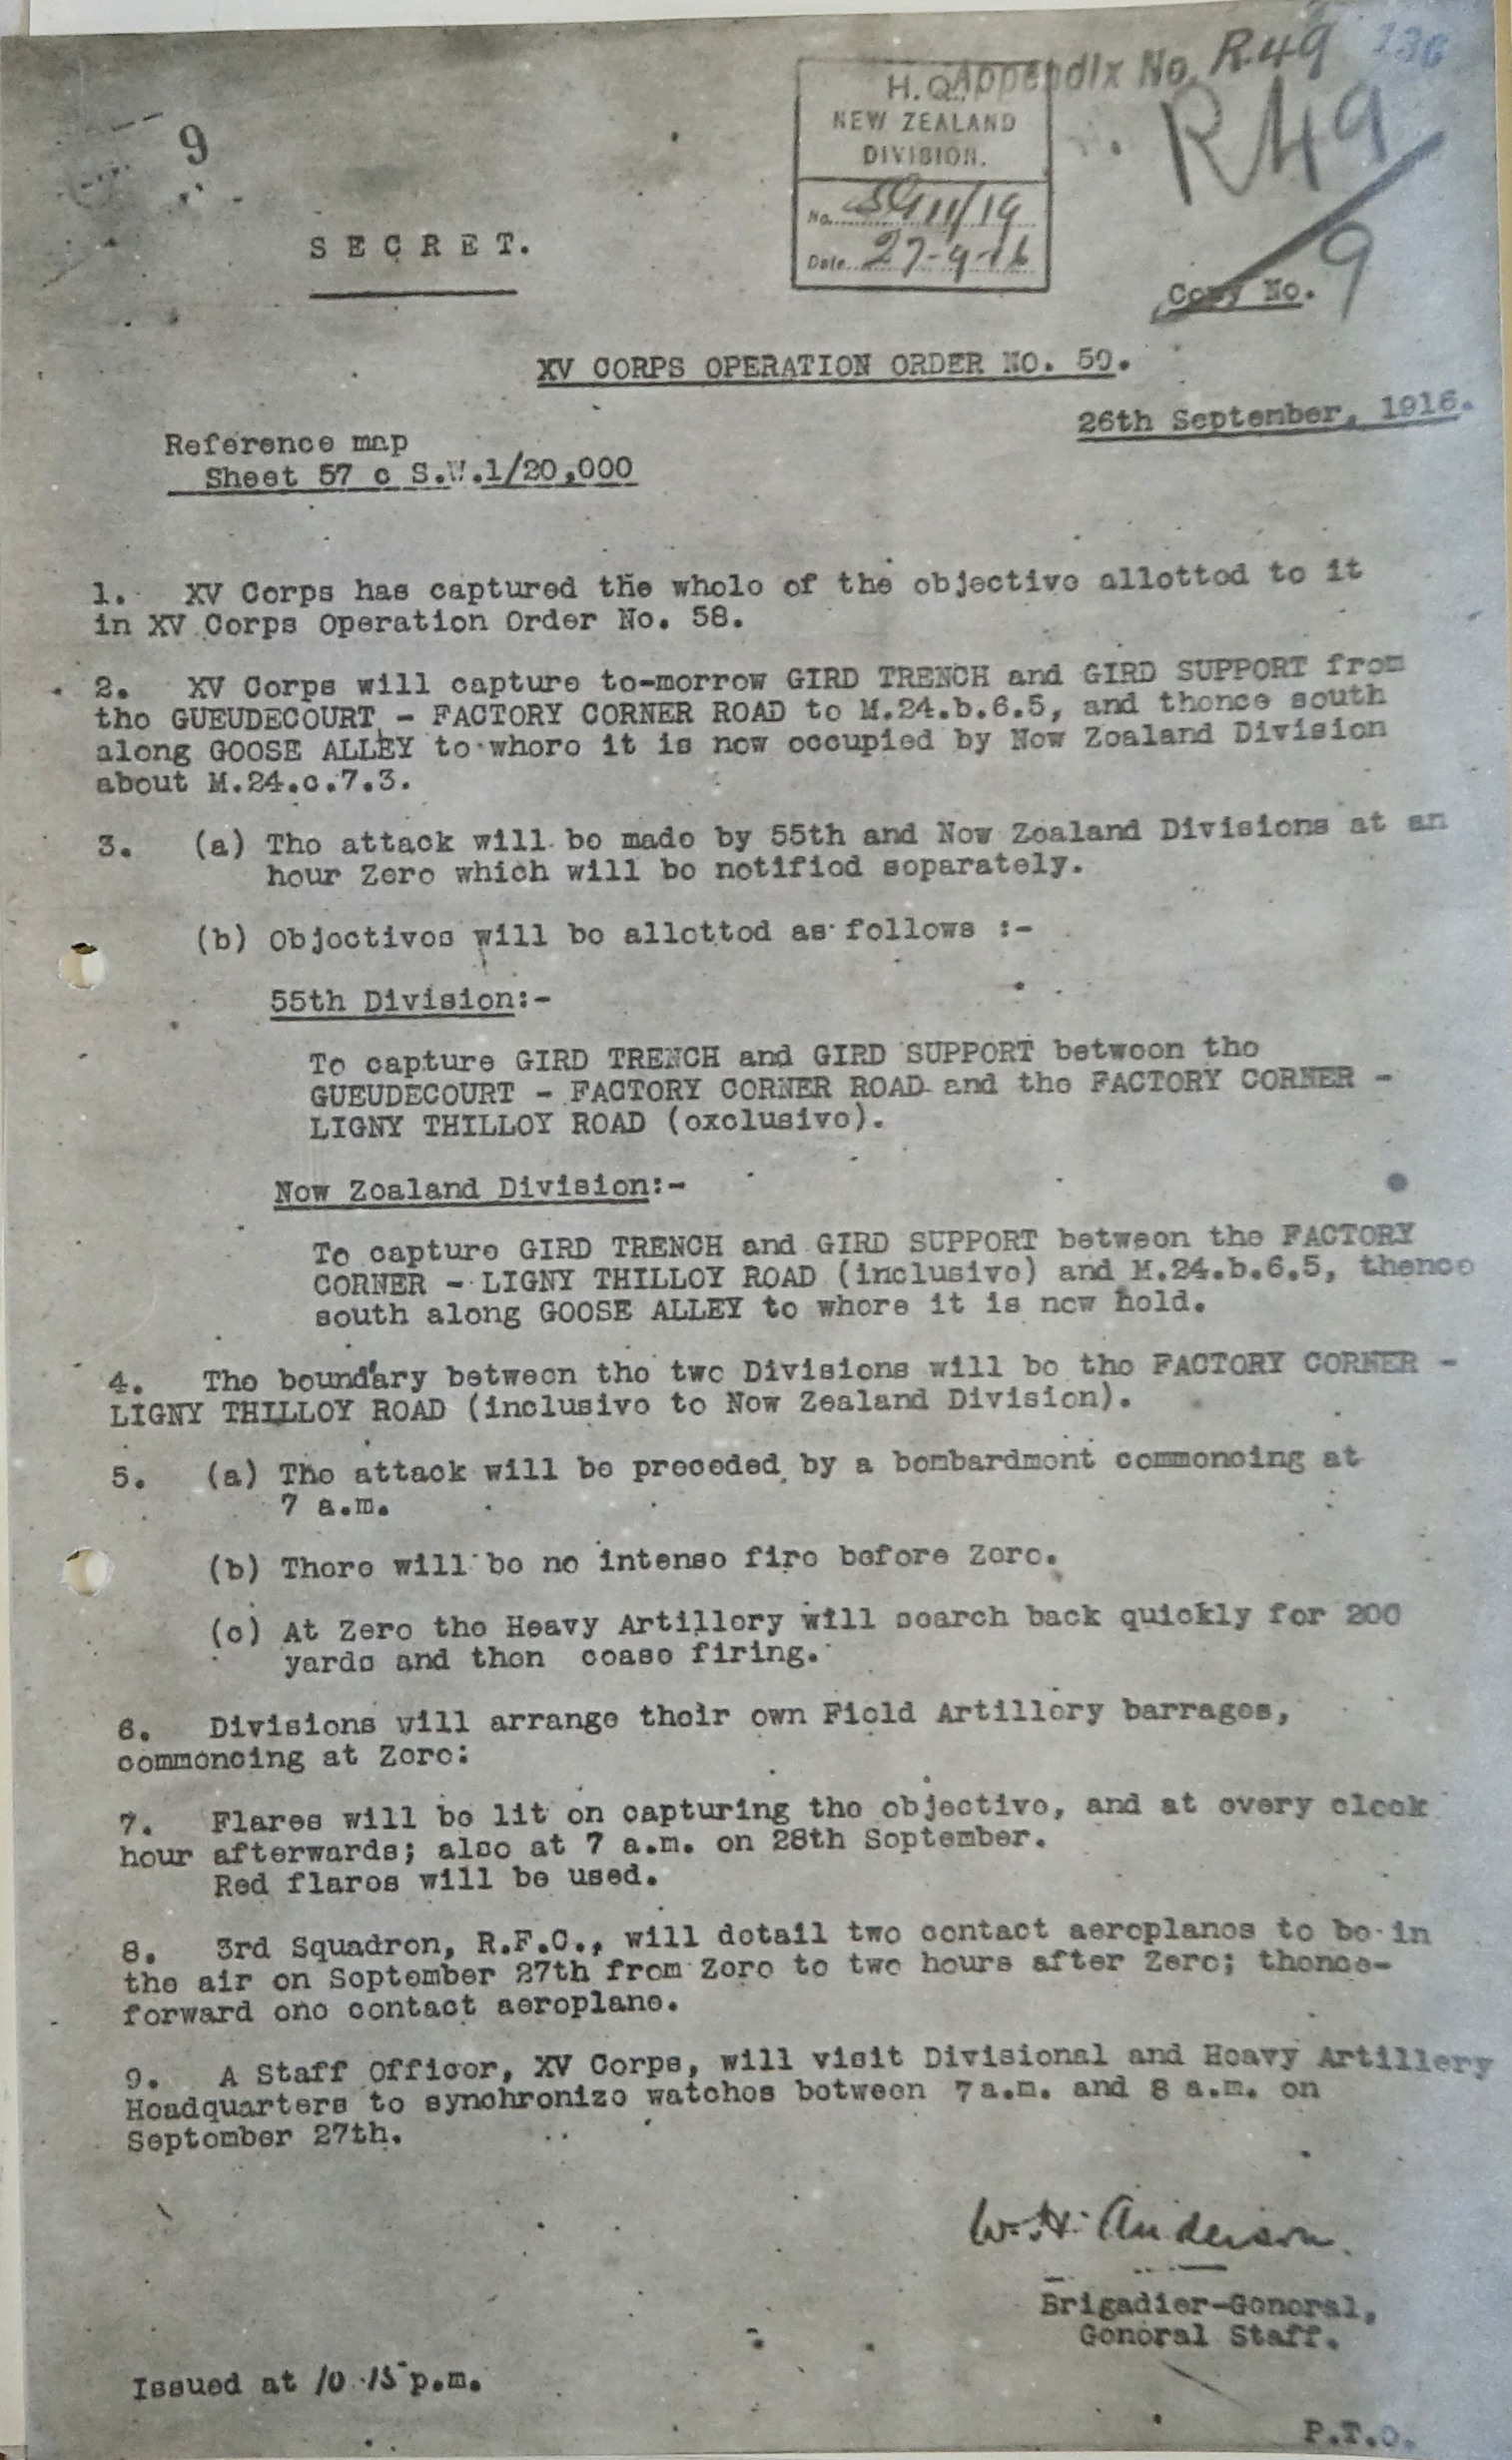 Appendix No. R49 136
R49
9
H.Q.
NEW ZEALAND
DIVISION.
No. SG 111/19
Date. 27-9-16
SECRET.
Copy No. 9
XV CORPS OPERATION ORDER NO. 59.
26th September, 1916.
Reference map
Sheet 57 c S.W.1/20,000
1. XV Corps has captured the whole of the objective allotted to it
in XV Corps Operation Order No. 58.
2. XV Corps will capture to-morrow GIRD TRENCH and GIRD SUPPORT from
the GUEUDECOURT - FACTORY CORNER ROAD to M.24.b.6.5, and thence south
along GOOSE ALLEY to where it is now occupied by New Zealand Division
about M.24.c.7.3.
3. (a) The attack will be made by 55th and New Zealand Divisions at an
hour Zero which will be notified separately.
(b) Objectives will be allotted as follows :-
55th Division:-
To capture GIRD TRENCH and GIRD SUPPORT between the
GUEUDECOURT - FACTORY CORNER ROAD and the FACTORY CORNER -
LIGNY THILLOY ROAD (exclusive).
New Zealand Division:-
To capture GIRD TRENCH and GIRD SUPPORT between the FACTORY
CORNER - LIGNY THILLOY ROAD (inclusive) and M.24.b.6.5, thence
south along GOOSE ALLEY to where it is now held.
4. The boundary between the two Divisions will be the FACTORY CORNER -
LIGNY THILLOY ROAD (inclusive to New Zealand Division).
5. (a) The attack will be preceded by a bombardment commencing at
7 a.m.
(b) There will be no intense fire before Zero.
(c) At Zero the Heavy Artillery will search back quickly for 200
yards and then cease firing.
6. Divisions will arrange their own Field Artillery barrages,
commencing at Zero:
7. Flares will be lit on capturing the objective, and at every clock
hour afterwards; also at 7 a.m. on 28th September.
Red flares will be used.
8. 3rd Squadron, R.F.C., will detail two contact aeroplanes to be in
the air on September 27th from Zero to two hours after Zero; thence-
forward one contact aeroplane.
9. A Staff Officer, XV Corps, will visit Divisional and Heavy Artillery
Headquarters to synchronize watches between 7 a.m. and 8 a.m. on
September 27th.
W. H. Anderson.
Brigadier-General,
General Staff.
Issued at 10.15 p.m.
P.T.O.